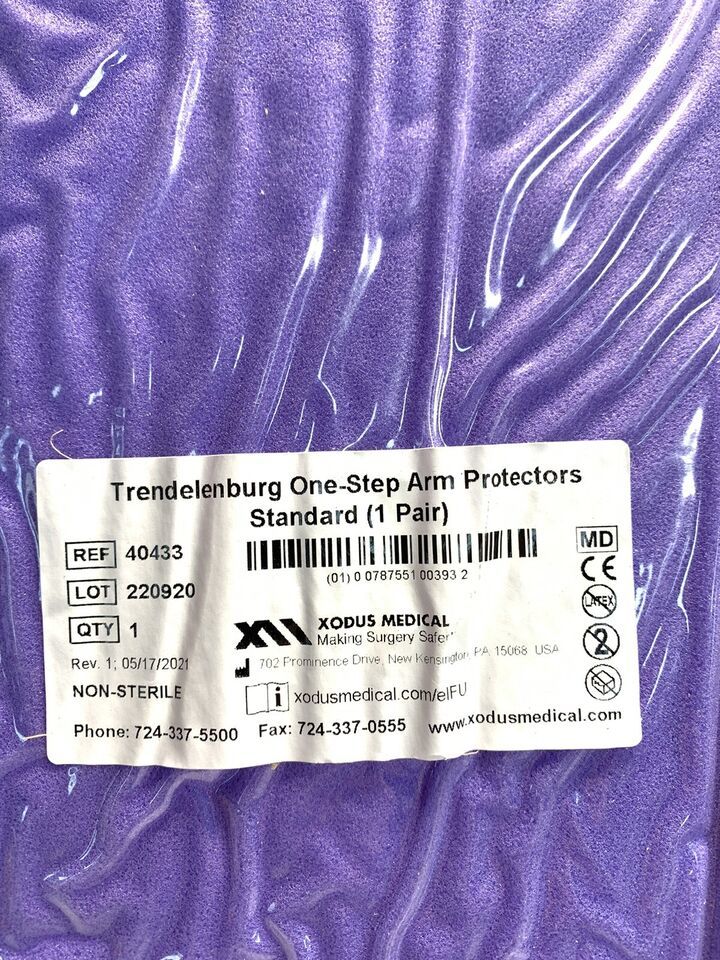 Trendelenburg One-Step Arm Protectors
Standard (1 Pair)
REF 40433
LOT 220920
QTY 1
Rev. 1; 05/17/2021
NON-STERILE
(01) 0 0787551 00393 2
XODUS MEDICAL
Making Surgery Safer™
702 Prominence Drive, New Kensington, PA 15068 USA
i xodusmedical.com/eIFU
MD
CE
LATEX
2
Phone: 724-337-5500 Fax: 724-337-0555 www.xodusmedical.com